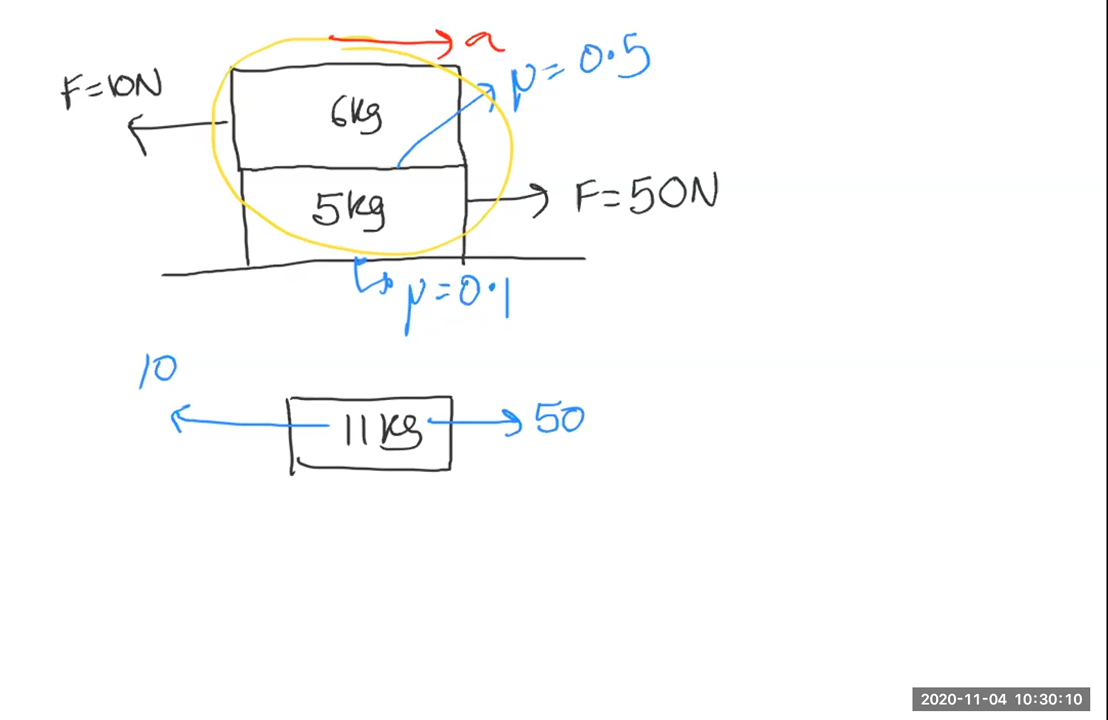 a
μ=0.5
F=10N
6kg
5kg
F=50N
μ=0.1
10
11kg
50
2020-11-04 10:30:10